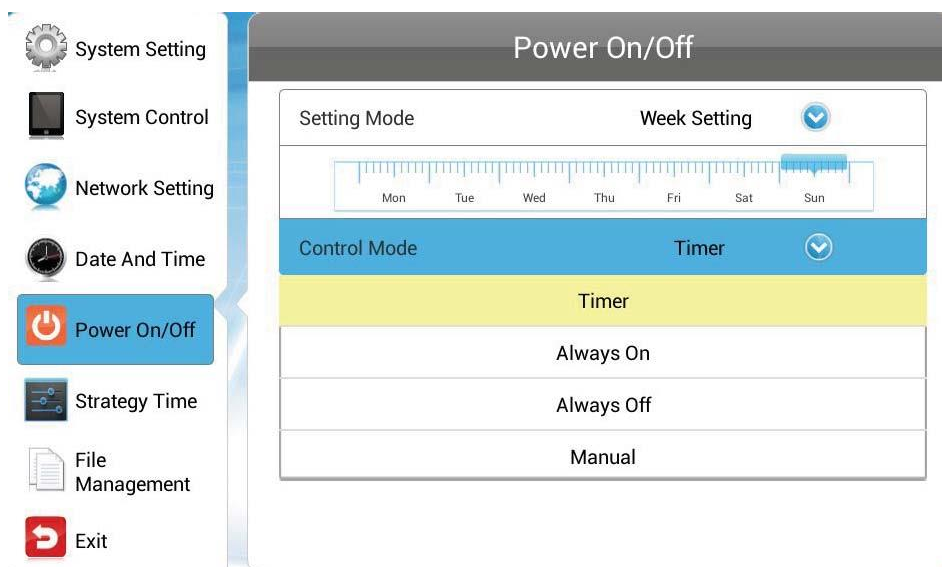 System Setting
System Control
Network Setting
Date And Time
Power On/Off
Strategy Time
File
Management
Exit
Power On/Off
Setting Mode Week Setting
Mon Tue Wed Thu Fri Sat Sun
Control Mode Timer
Timer
Always On
Always Off
Manual